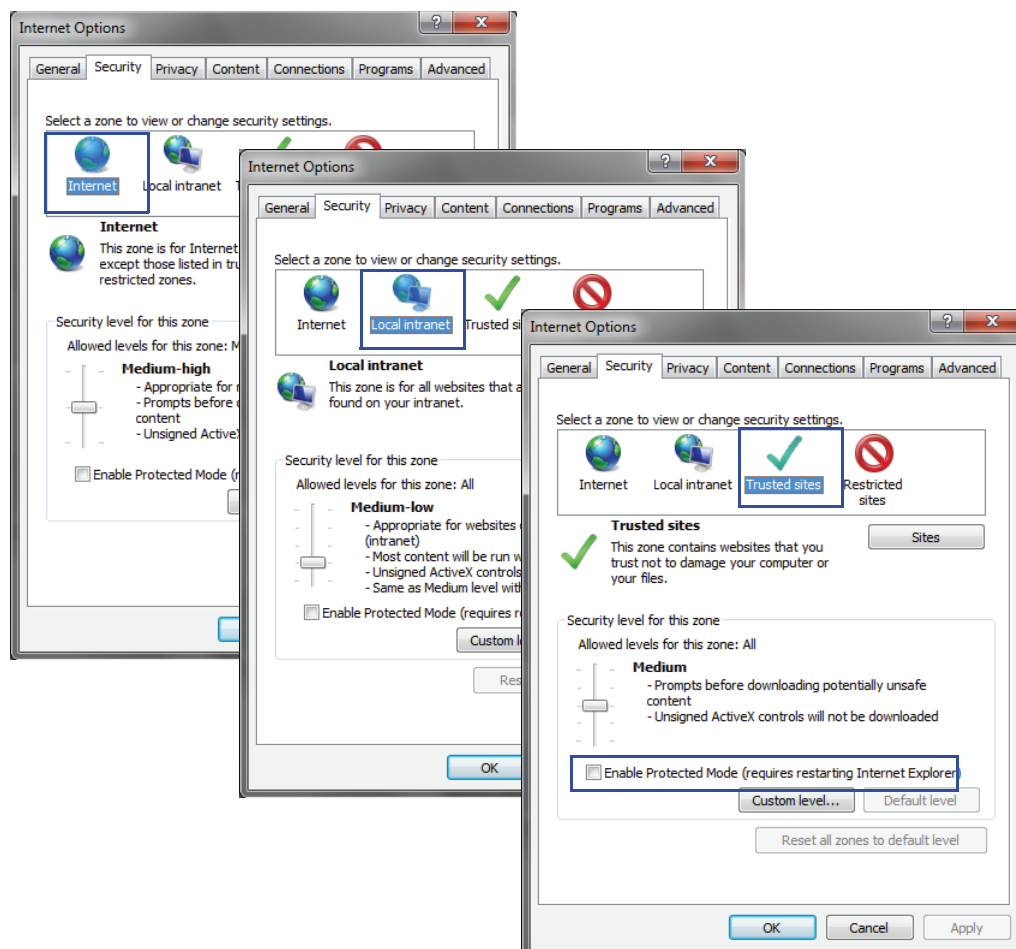 Internet Options
General Security Privacy Content Connections Programs Advanced
Select a zone to view or change security settings.
Internet Local intranet
Internet
This zone is for Internet
except those listed in
restricted zones.
Security level for this zone
Allowed levels for this zone:
Medium-high
- Appropriate for
- Prompts before
content
- Unsigned ActiveX
Enable Protected Mode
Internet Options
General Security Privacy Content Connections Programs Advanced
Select a zone to view or change security settings.
Internet Local intranet Trusted
Local intranet
This zone is for all websites that
found on your intranet.
Security level for this zone
Allowed levels for this zone: All
Medium-low
- Appropriate for websites
(intranet)
- Most content will be run
- Unsigned ActiveX controls
- Same as Medium level
Enable Protected Mode (requires
Custom
OK
Internet Options
General Security Privacy Content Connections Programs Advanced
Select a zone to view or change security settings.
Internet Local intranet Trusted sites Restricted
sites
Trusted sites
This zone contains websites that you
trust not to damage your computer or
your files.
Sites
Security level for this zone
Allowed levels for this zone: All
Medium
- Prompts before downloading potentially unsafe
content
- Unsigned ActiveX controls will not be downloaded
Enable Protected Mode (requires restarting Internet Explorer)
Custom level... Default level
Reset all zones to default level
OK Cancel Apply